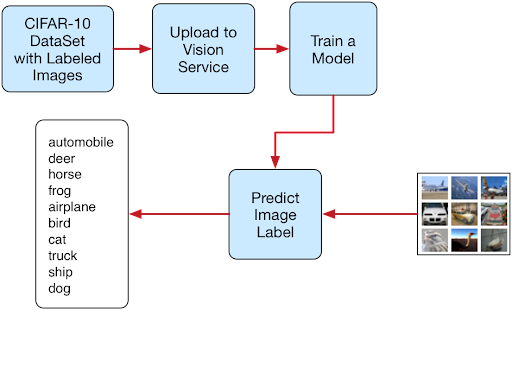 CIFAR-10
DataSet
with Labeled
Images
Upload to
Vision
Service
Train a
Model
automobile
deer
horse
frog
airplane
bird
cat
truck
ship
dog
Predict
Image
Label